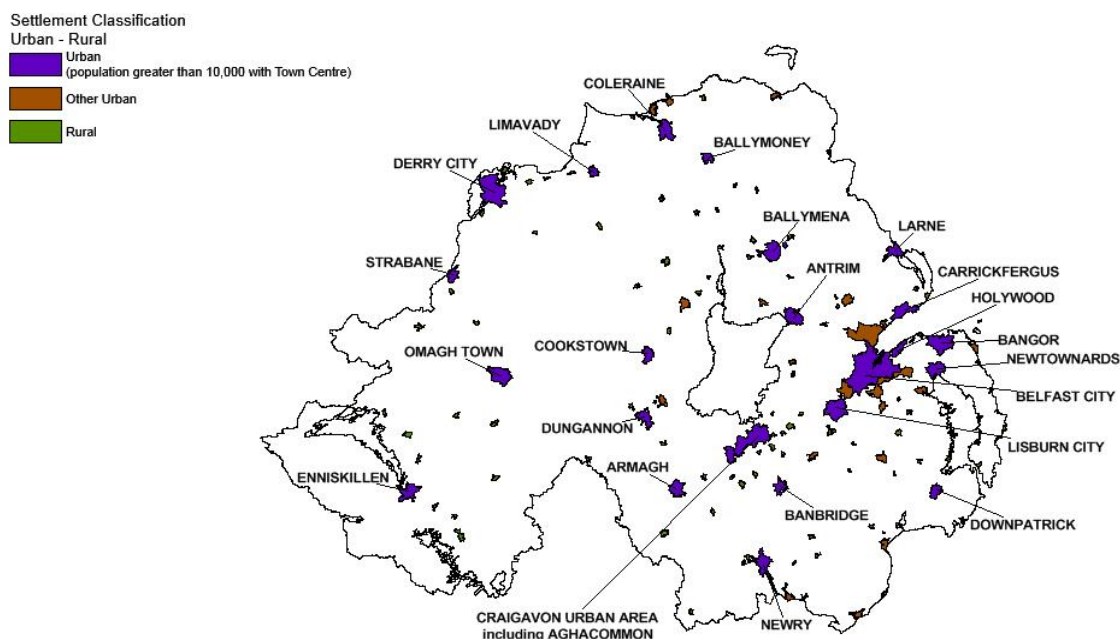 Settlement Classification
Urban - Rural
Urban
(population greater than 10,000 with Town Centre)
Other Urban
Rural
COLERAINE
LIMAVADY
BALLYMONEY
DERRY CITY
BALLYMENA
LARNE
STRABANE
ANTRIM
CARRICKFERGUS
HOLYWOOD
COOKSTOWN
BANGOR
OMAGH TOWN
NEWTOWNARDS
BELFAST CITY
DUNGANNON
LISBURN CITY
ARMAGH
ENNISKILLEN
BANBRIDGE
DOWNPATRICK
CRAIGAVON URBAN AREA
including AGHACOMMON
NEWRY